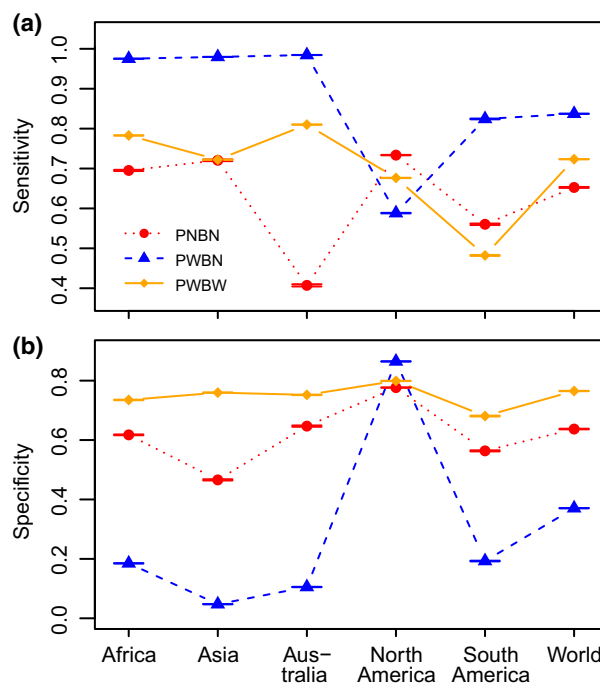 (a)
Sensitivity
1.0
0.9
0.8
0.7
0.6
0.5
0.4
PNBN
PWBN
PWBW
(b)
Specificity
0.8
0.6
0.4
0.2
0.0
Africa
Asia
Aus−
tralia
North
America
South
America
World